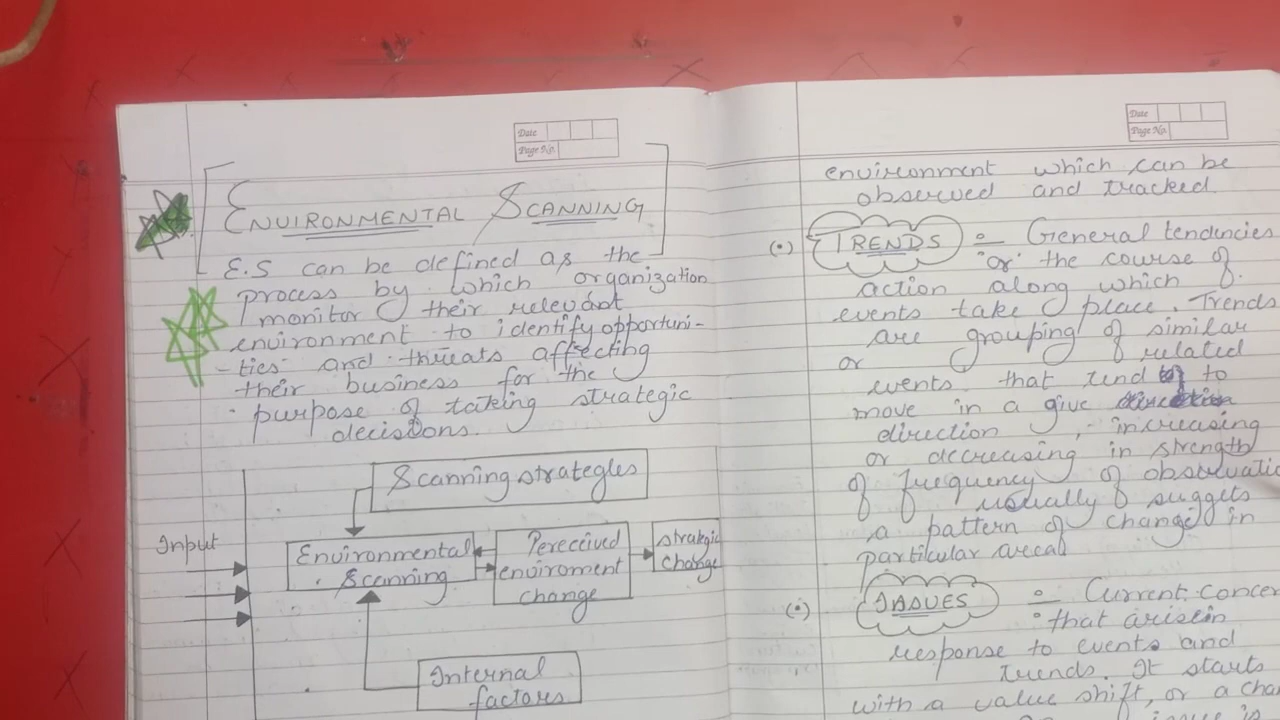 Date
Page No.
ENVIRONMENTAL SCANNING
E.S can be defined as the
process by which organization
monitor their relevant
environment to identify opportuni-
-ties and threats affecting
their business for the
purpose of taking strategic
decisions.
Scanning strategies
Input
Environmental
Scanning
Pereceived
enviroment
change
strategic
change
Internal
factors
Date
Page No.
environment which can be
observed and tracked
(•) TRENDS :- General tendencies
"or" the course of
action along which
events take place. Trends
are grouping of similar
or related
events that tend to
move in a give
direction, increasing
or decreasing in strength
of frequency of observatio
usually suggets
a pattern of change in
particular
(•) ISSUES :- Current concer
that arise in
response to events and
trends. It starts
with a value shift, or a cha
issue is